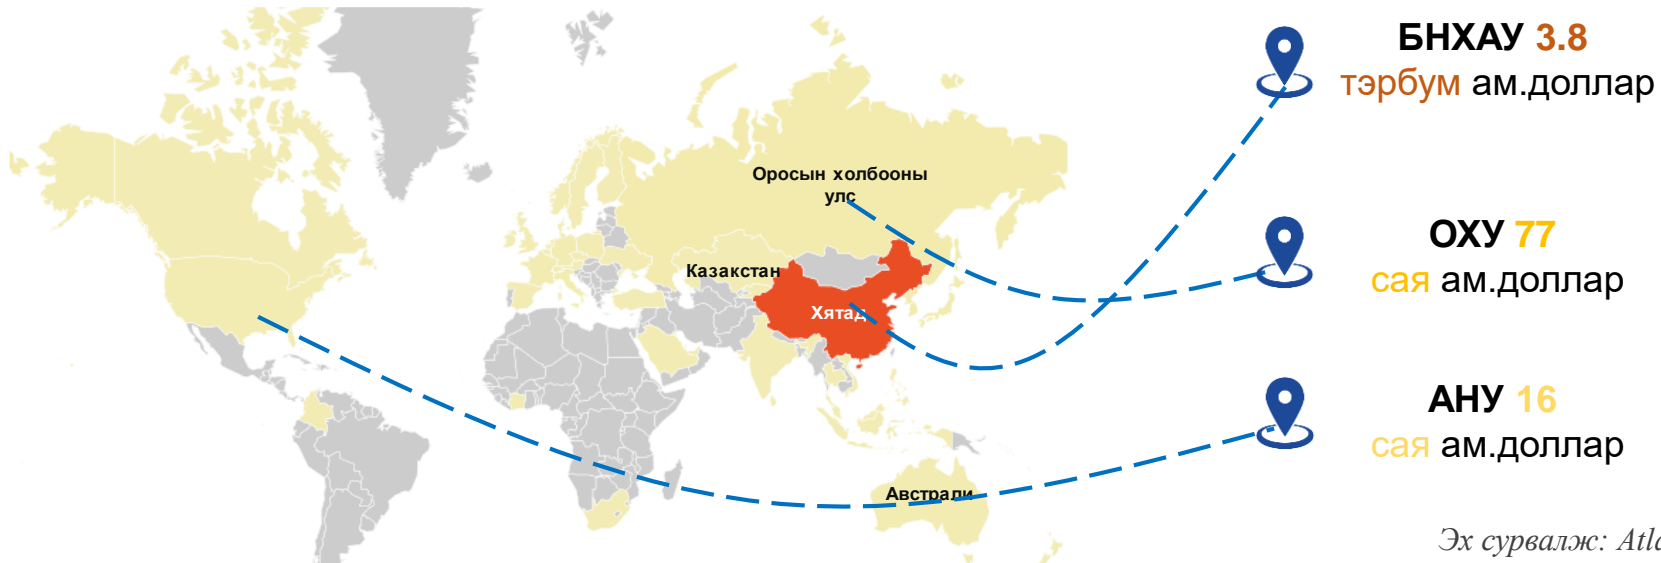 БНХАУ 3.8
тэрбум ам.доллар
Оросын холбооны
улс
ОХУ 77
сая ам.доллар
Казакстан
Хятад
АНУ 16
сая ам.доллар
Австрали
Эх сурвалж: